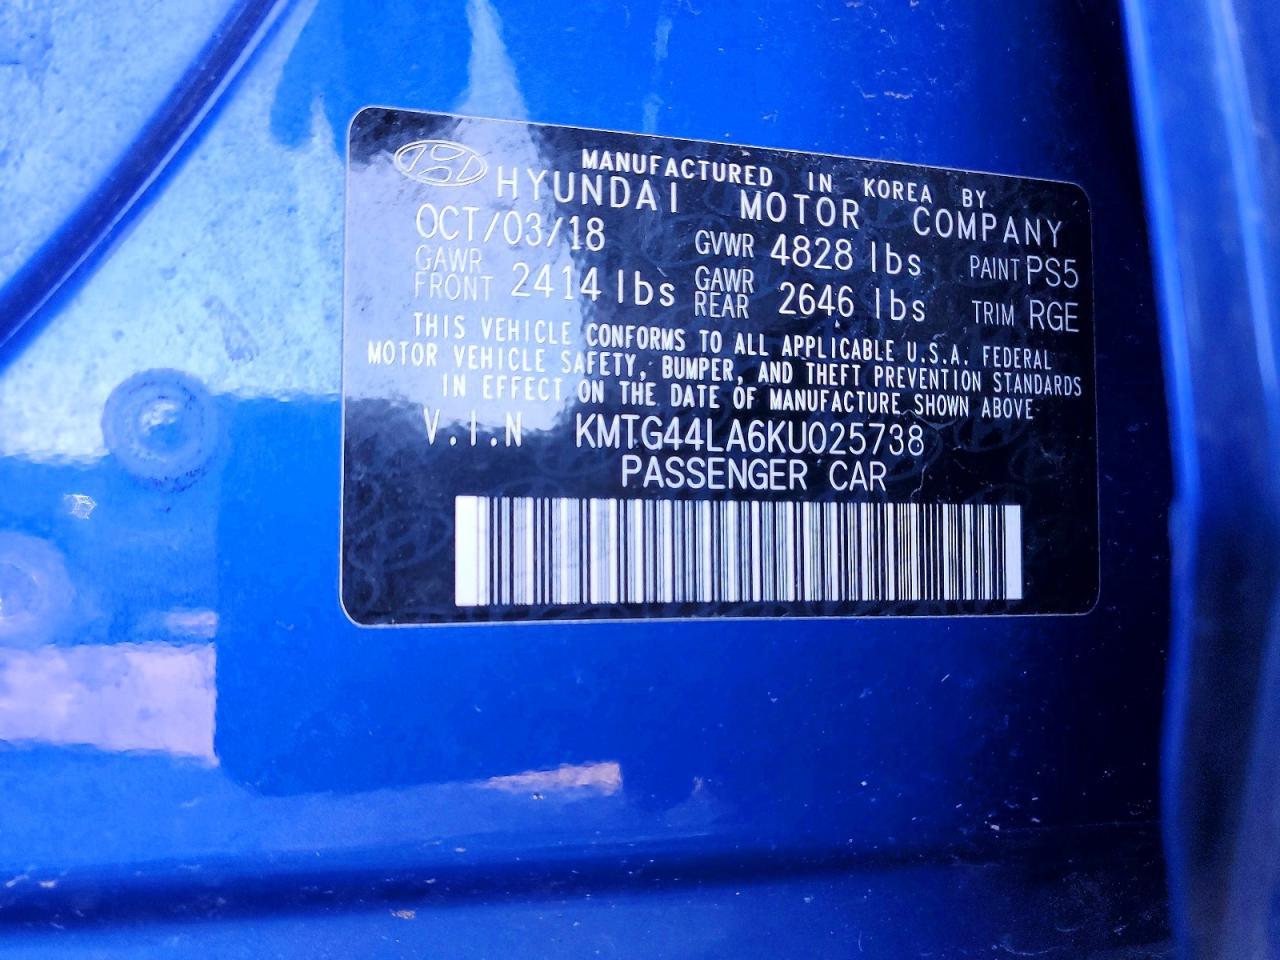 MANUFACTURED IN KOREA BY
HYUNDAI MOTOR COMPANY
OCT/03/18 GVWR 4828 lbs PAINT PS5
GAWR FRONT 2414 lbs GAWR REAR 2646 lbs TRIM RGE
THIS VEHICLE CONFORMS TO ALL APPLICABLE U.S.A. FEDERAL
MOTOR VEHICLE SAFETY, BUMPER, AND THEFT PREVENTION STANDARDS
IN EFFECT ON THE DATE OF MANUFACTURE SHOWN ABOVE
V.I.N KMTG44LA6KU025738
PASSENGER CAR